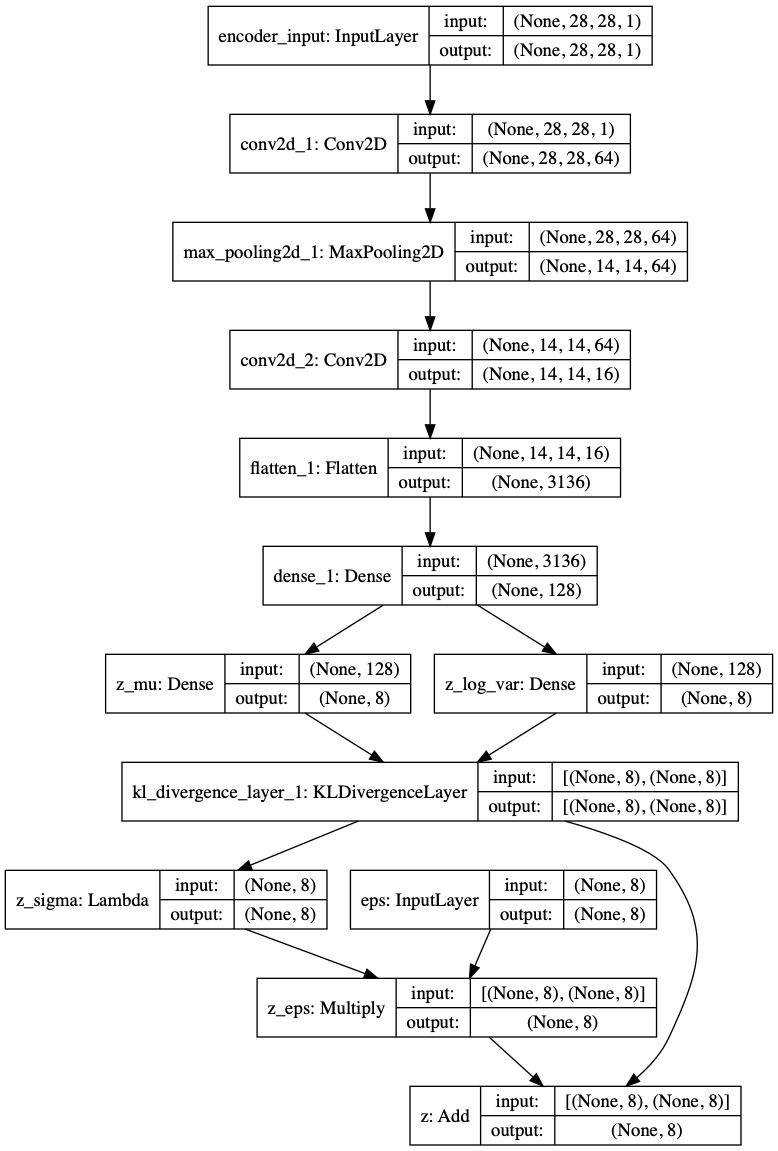 encoder_input: InputLayer
input:
(None, 28, 28, 1)
output:
(None, 28, 28, 1)
conv2d_1: Conv2D
input:
(None, 28, 28, 1)
output:
(None, 28, 28, 64)
max_pooling2d_1: MaxPooling2D
input:
(None, 28, 28, 64)
output:
(None, 14, 14, 64)
conv2d_2: Conv2D
input:
(None, 14, 14, 64)
output:
(None, 14, 14, 16)
flatten_1: Flatten
input:
(None, 14, 14, 16)
output:
(None, 3136)
dense_1: Dense
input:
(None, 3136)
output:
(None, 128)
z_mu: Dense
input:
(None, 128)
output:
(None, 8)
z_log_var: Dense
input:
(None, 128)
output:
(None, 8)
kl_divergence_layer_1: KLDivergenceLayer
input:
[(None, 8), (None, 8)]
output:
[(None, 8), (None, 8)]
z_sigma: Lambda
input:
(None, 8)
output:
(None, 8)
eps: InputLayer
input:
(None, 8)
output:
(None, 8)
z_eps: Multiply
input:
[(None, 8), (None, 8)]
output:
(None, 8)
z: Add
input:
[(None, 8), (None, 8)]
output:
(None, 8)